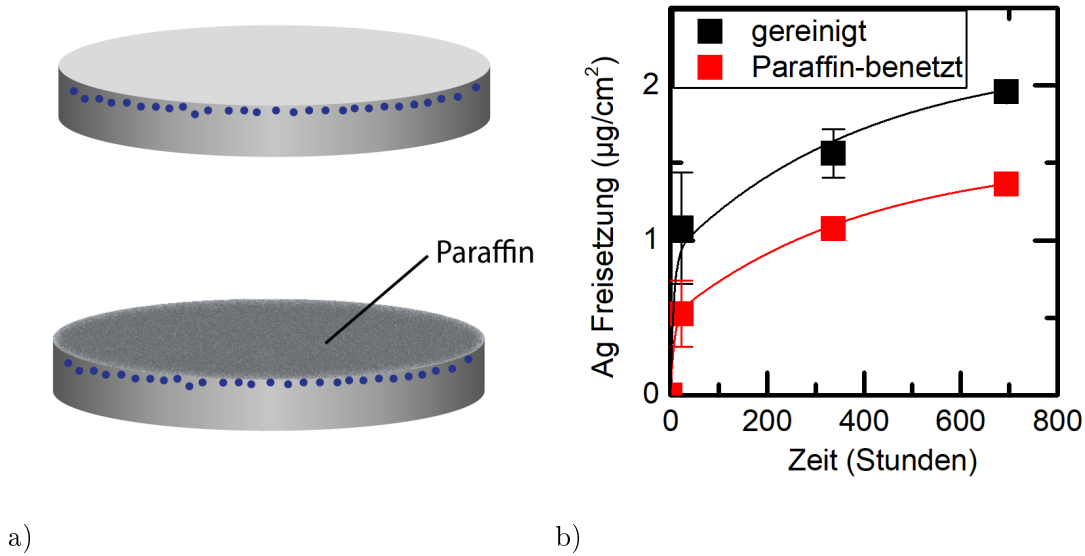 Paraffin
a)
gereinigt
Paraffin-benetzt
Ag Freisetzung (µg/cm²)
2
1
0
0 200 400 600 800
Zeit (Stunden)
b)